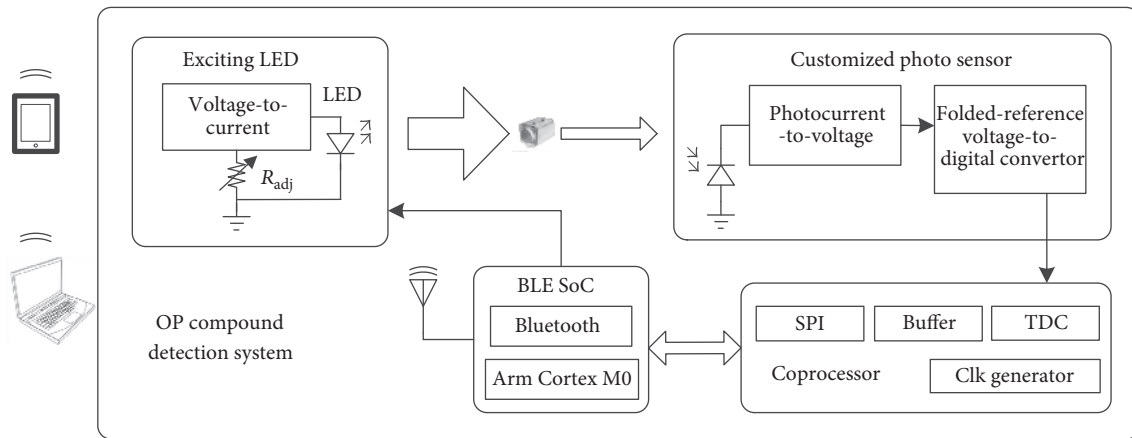 Exciting LED
Voltage-to-
current
LED
Radj
Customized photo sensor
Photocurrent
-to-voltage
Folded-reference
voltage-to-
digital convertor
OP compound
detection system
BLE SoC
Bluetooth
Arm Cortex M0
SPI
Buffer
TDC
Coprocessor
Clk generator